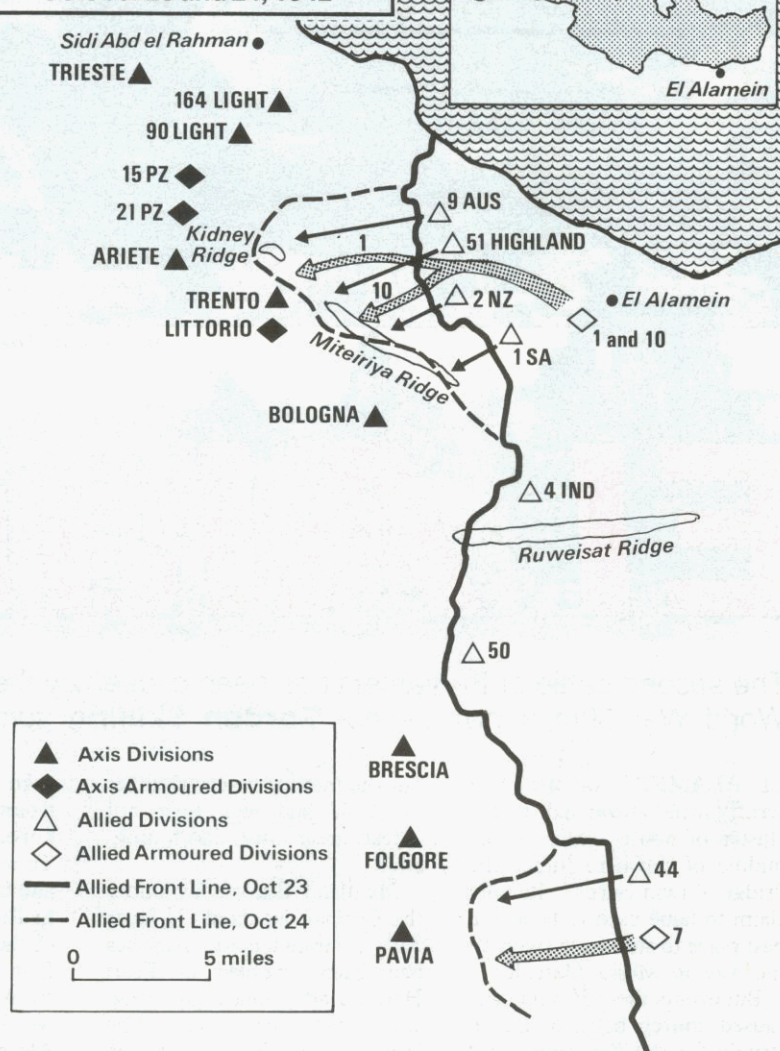 Sidi Abd el Rahman
TRIESTE
164 LIGHT
90 LIGHT
15 PZ
21 PZ
Kidney
Ridge
ARIETE
TRENTO
LITTORIO
El Alamein
9 AUS
51 HIGHLAND
1
10
2 NZ
El Alamein
1 and 10
1 SA
Miteiriya Ridge
BOLOGNA
4 IND
Ruweisat Ridge
50
BRESCIA
FOLGORE
PAVIA
44
7
Axis Divisions
Axis Armoured Divisions
Allied Divisions
Allied Armoured Divisions
Allied Front Line, Oct 23
Allied Front Line, Oct 24
0 5 miles